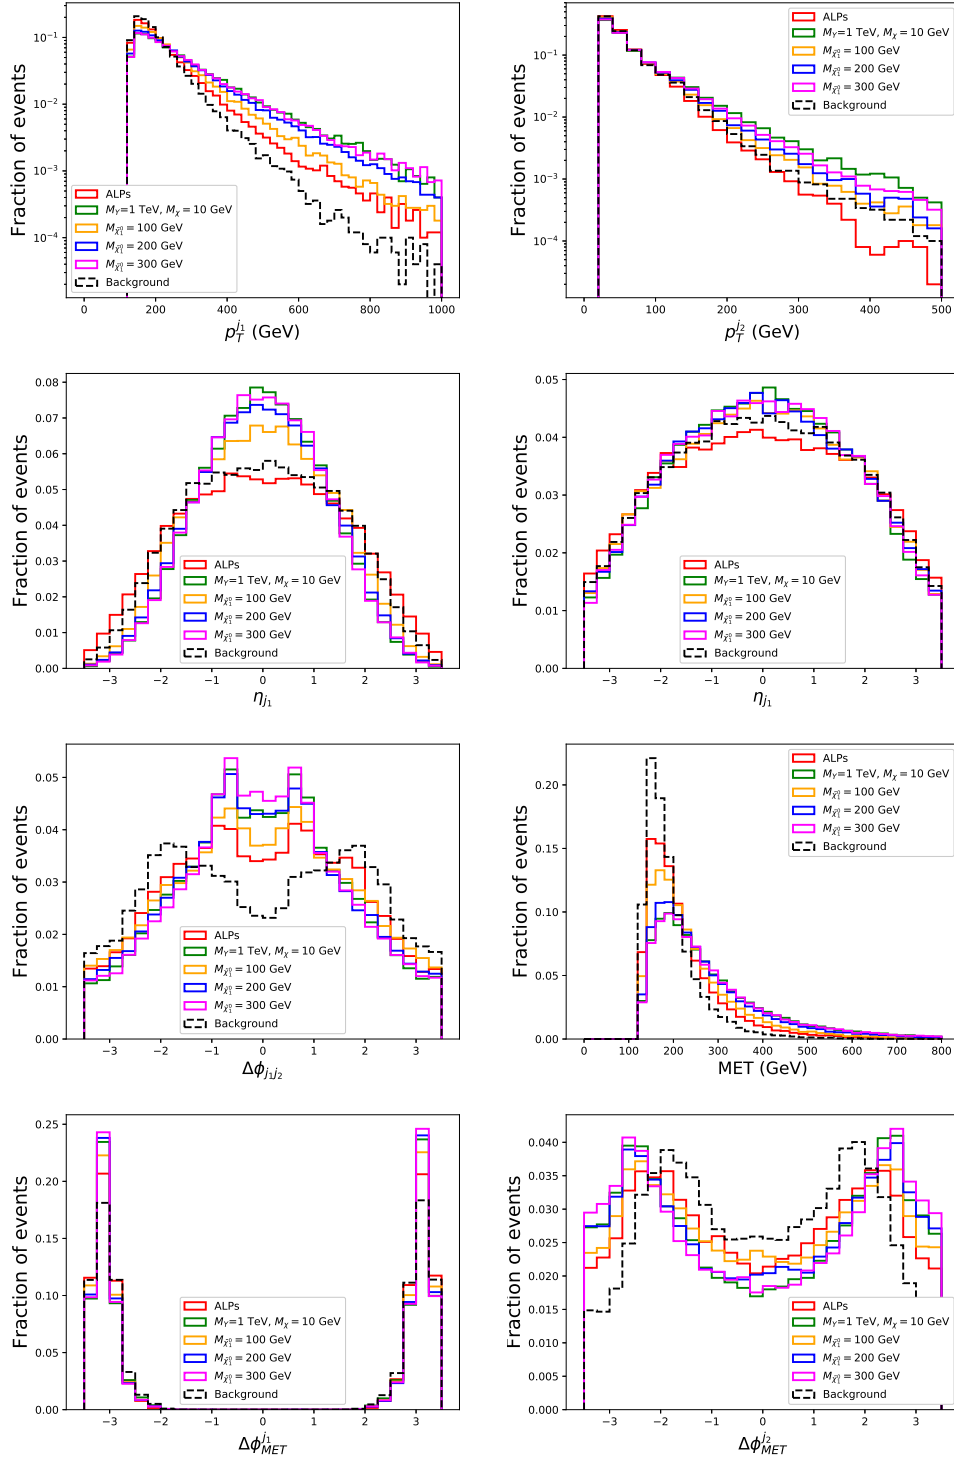 Fraction of events
10⁻¹
10⁻²
10⁻³
10⁻⁴
ALPs
M_Y=1 TeV, M_χ = 10 GeV
M_χ̃₁⁰ = 100 GeV
M_χ̃₁⁰ = 200 GeV
M_χ̃₁⁰ = 300 GeV
Background
0 200 400 600 800 1000
p_T^{j₁} (GeV)
Fraction of events
10⁻¹
10⁻²
10⁻³
10⁻⁴
ALPs
M_Y=1 TeV, M_χ = 10 GeV
M_χ̃₁⁰ = 100 GeV
M_χ̃₁⁰ = 200 GeV
M_χ̃₁⁰ = 300 GeV
Background
0 100 200 300 400 500
p_T^{j₂} (GeV)
Fraction of events
0.08
0.07
0.06
0.05
0.04
0.03
0.02
0.01
0.00
ALPs
M_Y=1 TeV, M_χ = 10 GeV
M_χ̃₁⁰ = 100 GeV
M_χ̃₁⁰ = 200 GeV
M_χ̃₁⁰ = 300 GeV
Background
−3 −2 −1 0 1 2 3
η_{j₁}
Fraction of events
0.05
0.04
0.03
0.02
0.01
0.00
ALPs
M_Y=1 TeV, M_χ = 10 GeV
M_χ̃₁⁰ = 100 GeV
M_χ̃₁⁰ = 200 GeV
M_χ̃₁⁰ = 300 GeV
Background
−3 −2 −1 0 1 2 3
η_{j₁}
Fraction of events
0.05
0.04
0.03
0.02
0.01
0.00
ALPs
M_Y=1 TeV, M_χ = 10 GeV
M_χ̃₁⁰ = 100 GeV
M_χ̃₁⁰ = 200 GeV
M_χ̃₁⁰ = 300 GeV
Background
−3 −2 −1 0 1 2 3
Δϕ_{j₁j₂}
Fraction of events
0.20
0.15
0.10
0.05
0.00
ALPs
M_Y=1 TeV, M_χ = 10 GeV
M_χ̃₁⁰ = 100 GeV
M_χ̃₁⁰ = 200 GeV
M_χ̃₁⁰ = 300 GeV
Background
0 100 200 300 400 500 600 700 800
MET (GeV)
Fraction of events
0.25
0.20
0.15
0.10
0.05
0.00
ALPs
M_Y=1 TeV, M_χ = 10 GeV
M_χ̃₁⁰ = 100 GeV
M_χ̃₁⁰ = 200 GeV
M_χ̃₁⁰ = 300 GeV
Background
−3 −2 −1 0 1 2 3
Δϕ_{MET}^{j₁}
Fraction of events
0.040
0.035
0.030
0.025
0.020
0.015
0.010
0.005
0.000
ALPs
M_Y=1 TeV, M_χ = 10 GeV
M_χ̃₁⁰ = 100 GeV
M_χ̃₁⁰ = 200 GeV
M_χ̃₁⁰ = 300 GeV
Background
−3 −2 −1 0 1 2 3
Δϕ_{MET}^{j₂}